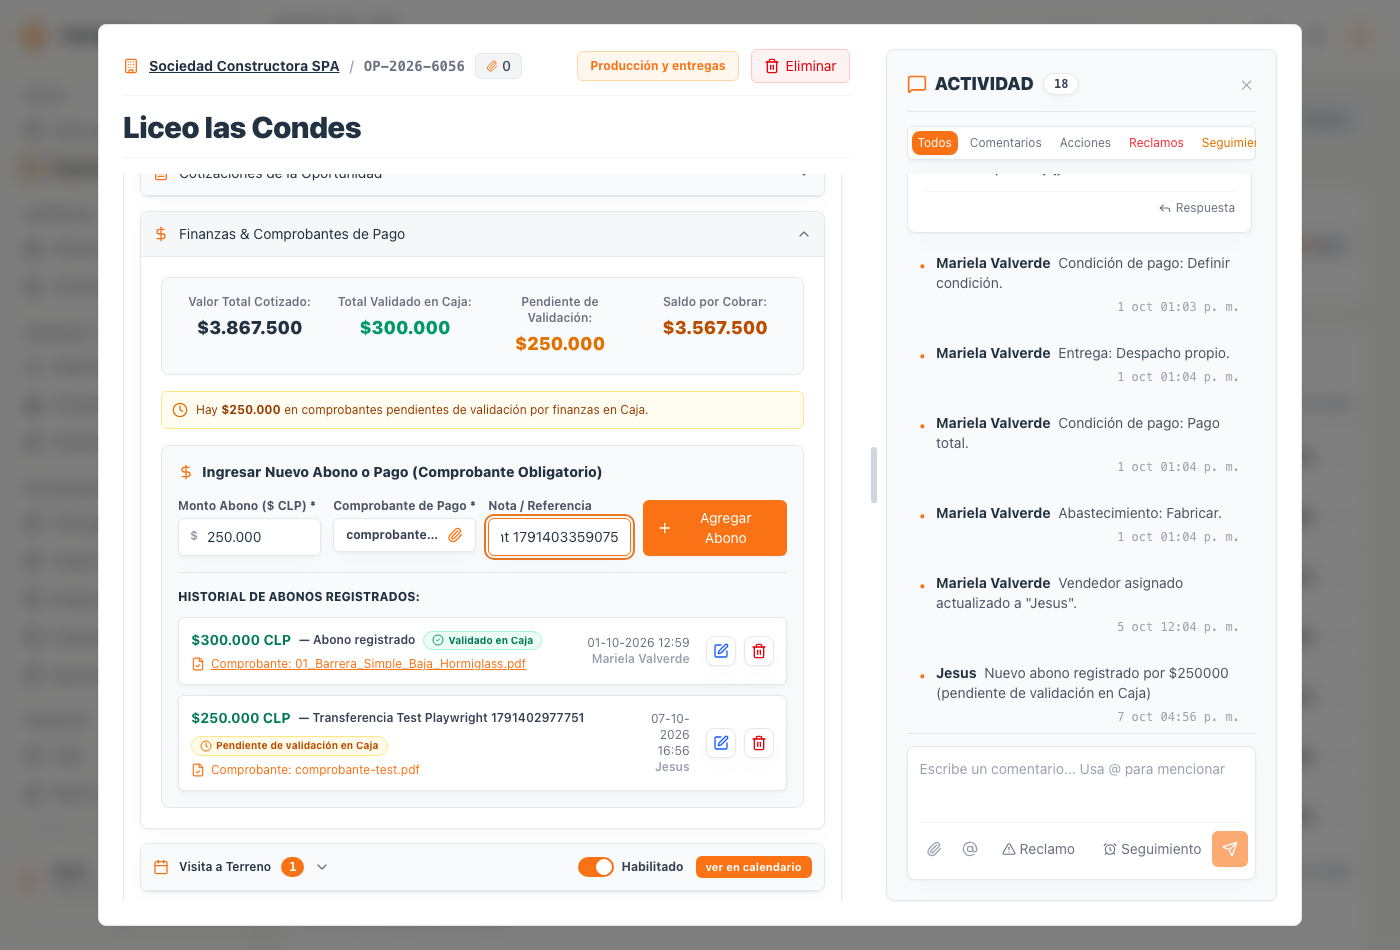 Sociedad Constructora SPA / OP-2026-6056 0
Producción y entregas
Eliminar
Liceo las Condes
Cotizaciones de la Oportunidad
Finanzas & Comprobantes de Pago
Valor Total Cotizado:
$3.867.500
Total Validado en Caja:
$300.000
Pendiente de
Validación:
$250.000
Saldo por Cobrar:
$3.567.500
Hay $250.000 en comprobantes pendientes de validación por finanzas en Caja.
Ingresar Nuevo Abono o Pago (Comprobante Obligatorio)
Monto Abono ($ CLP) *
$ 250.000
Comprobante de Pago *
comprobante...
Nota / Referencia
nt 1791403359075
+ Agregar
Abono
HISTORIAL DE ABONOS REGISTRADOS:
$300.000 CLP — Abono registrado Validado en Caja
Comprobante: 01_Barrera_Simple_Baja_Hormiglass.pdf
01-10-2026 12:59
Mariela Valverde
$250.000 CLP — Transferencia Test Playwright 1791402977751
Pendiente de validación en Caja
Comprobante: comprobante-test.pdf
07-10-
2026
16:56
Jesus
Visita a Terreno 1
Habilitado
ver en calendario
ACTIVIDAD 18
Todos Comentarios Acciones Reclamos Seguimier
Respuesta
Mariela Valverde Condición de pago: Definir
condición.
1 oct 01:03 p. m.
Mariela Valverde Entrega: Despacho propio.
1 oct 01:04 p. m.
Mariela Valverde Condición de pago: Pago
total.
1 oct 01:04 p. m.
Mariela Valverde Abastecimiento: Fabricar.
1 oct 01:04 p. m.
Mariela Valverde Vendedor asignado
actualizado a "Jesus".
5 oct 12:04 p. m.
Jesus Nuevo abono registrado por $250000
(pendiente de validación en Caja)
7 oct 04:56 p. m.
Escribe un comentario... Usa @ para mencionar
@ Reclamo Seguimiento